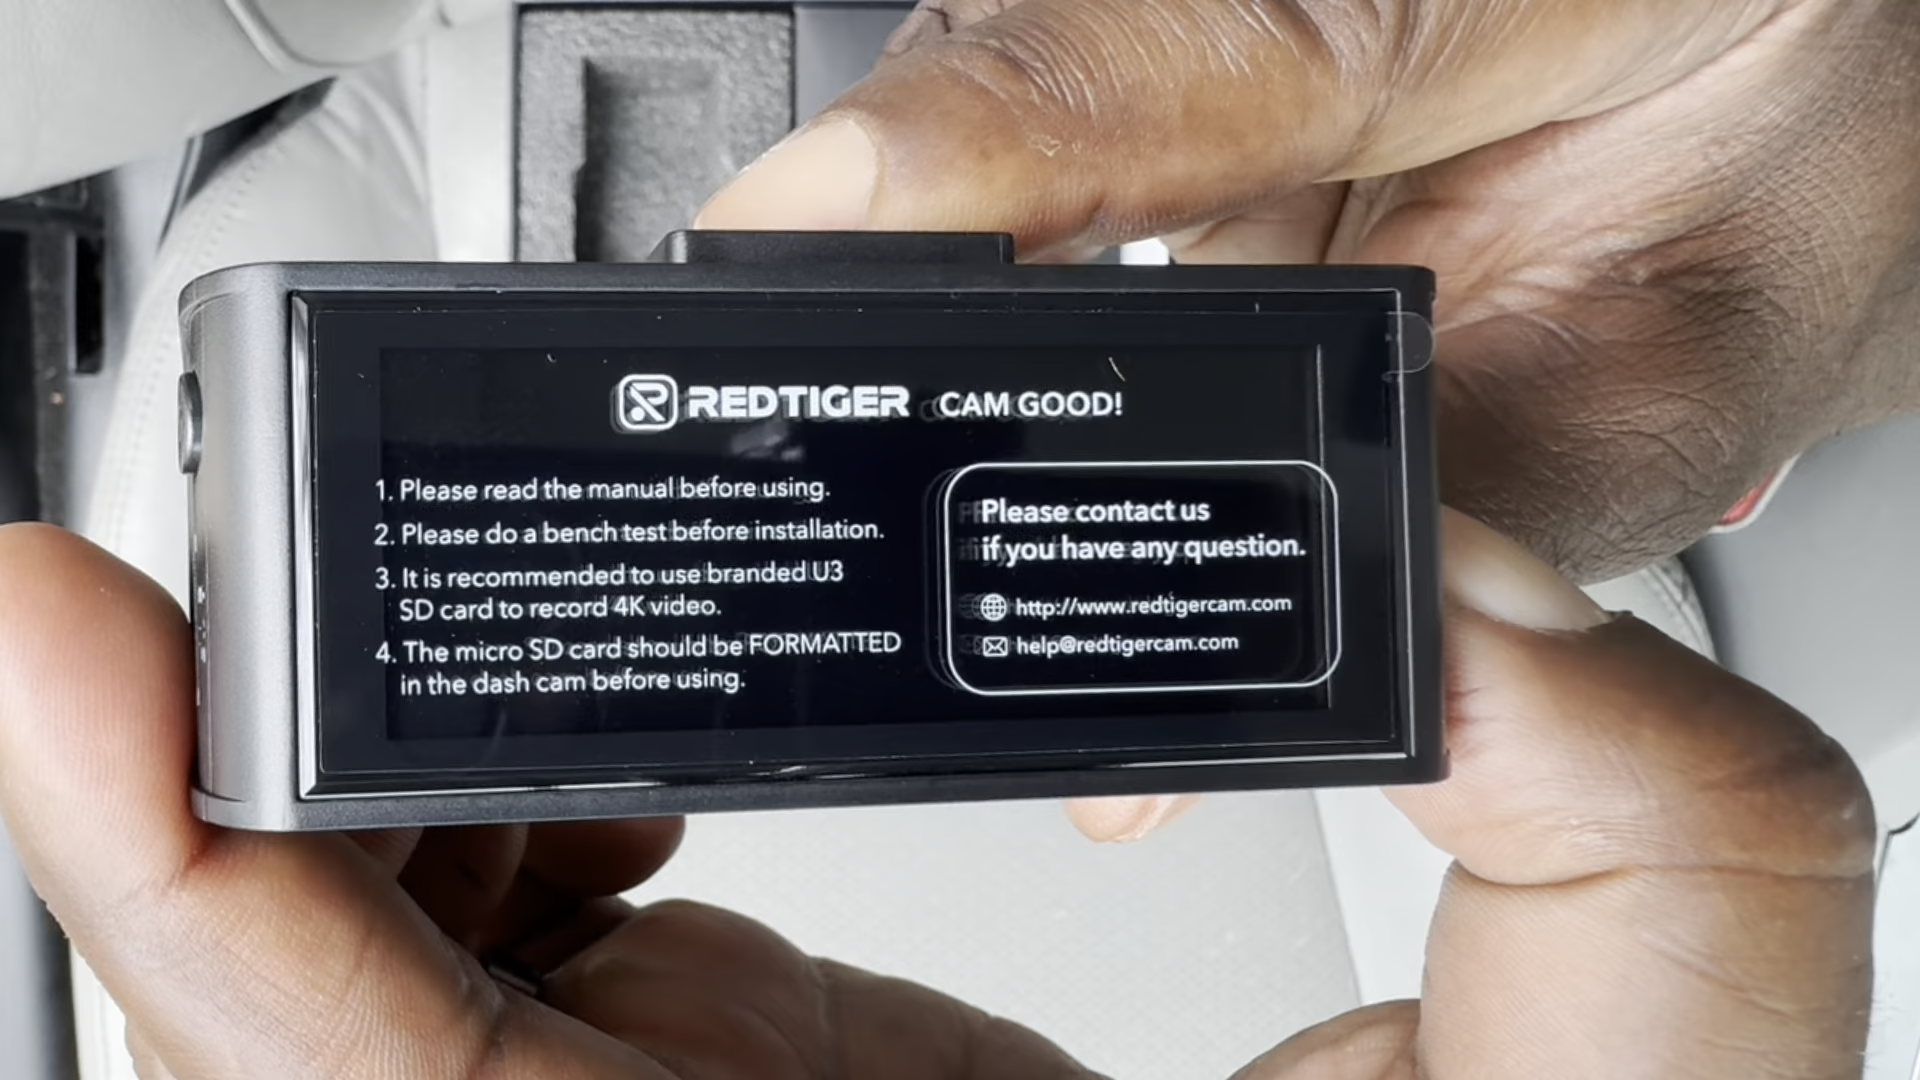 REDTIGER CAM GOOD!
1. Please read the manual before using.
2. Please do a bench test before installation.
3. It is recommended to use branded U3
SD card to record 4K video.
4. The micro SD card should be FORMATTED
in the dash cam before using.
Please contact us
if you have any question.
http://www.redtigercam.com
help@redtigercam.com